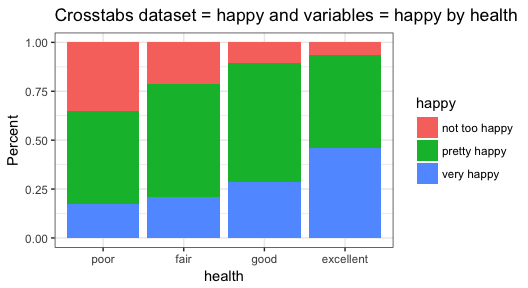 Crosstabs dataset = happy and variables = happy by health
1.00
0.75
0.50
0.25
0.00
Percent
poor fair good excellent
health
happy
not too happy
pretty happy
very happy